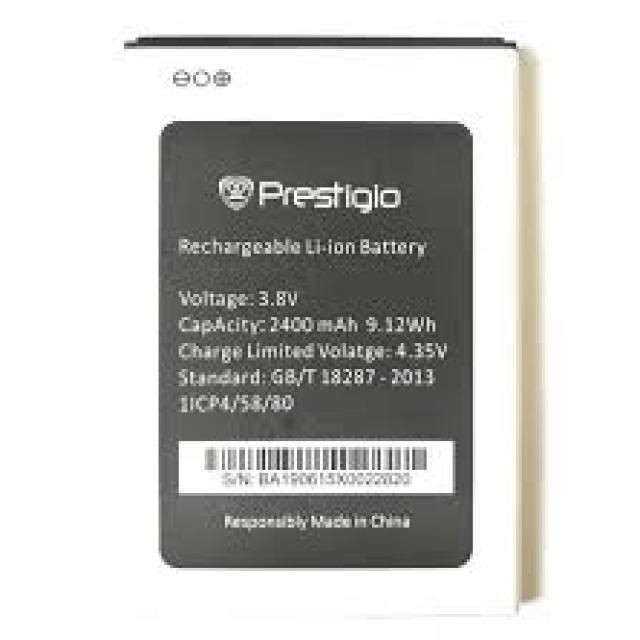 Prestigio
Rechargeable Li-ion Battery
Voltage: 3.8V
CapAcity: 2400 mAh 9.12Wh
Charge Limited Volatge: 4.35V
Standard: GB/T 18287 - 2013
1ICP4/58/80
S/N: BA190615X0022820
Responsibly Made in China